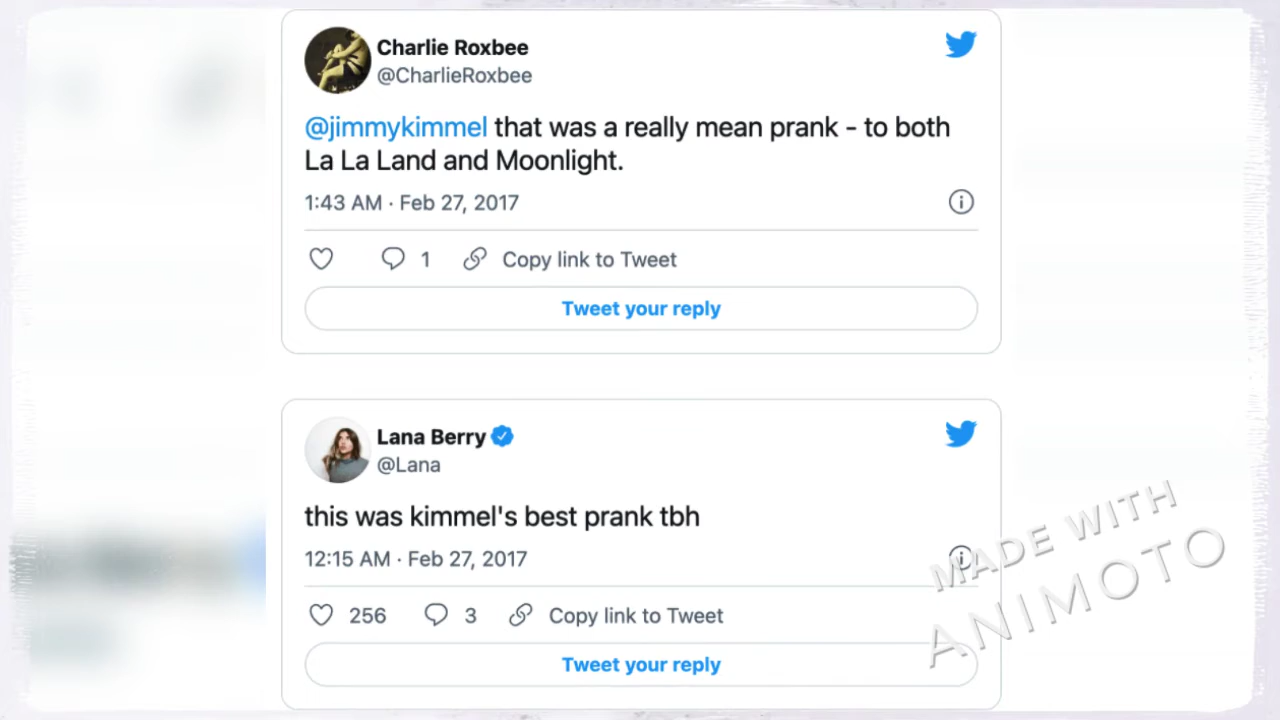 Charlie Roxbee
@CharlieRoxbee
@jimmykimmel that was a really mean prank - to both
La La Land and Moonlight.
1:43 AM · Feb 27, 2017
1 Copy link to Tweet
Tweet your reply
Lana Berry
@Lana
this was kimmel's best prank tbh
12:15 AM · Feb 27, 2017
256 3 Copy link to Tweet
Tweet your reply
MADE WITH
ANIMOTO